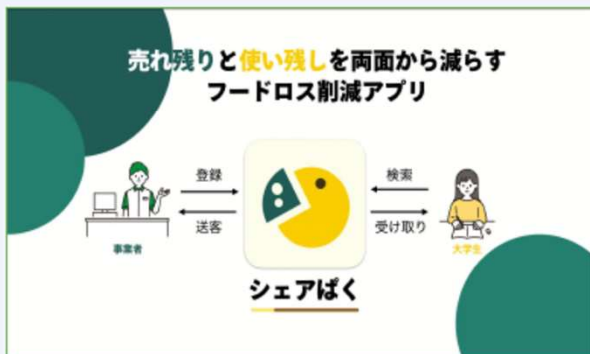 売れ残りと使い残しを両面から減らす
フードロス削減アプリ
登録
検索
送客
受け取り
事業者
大学生
シェアぱく